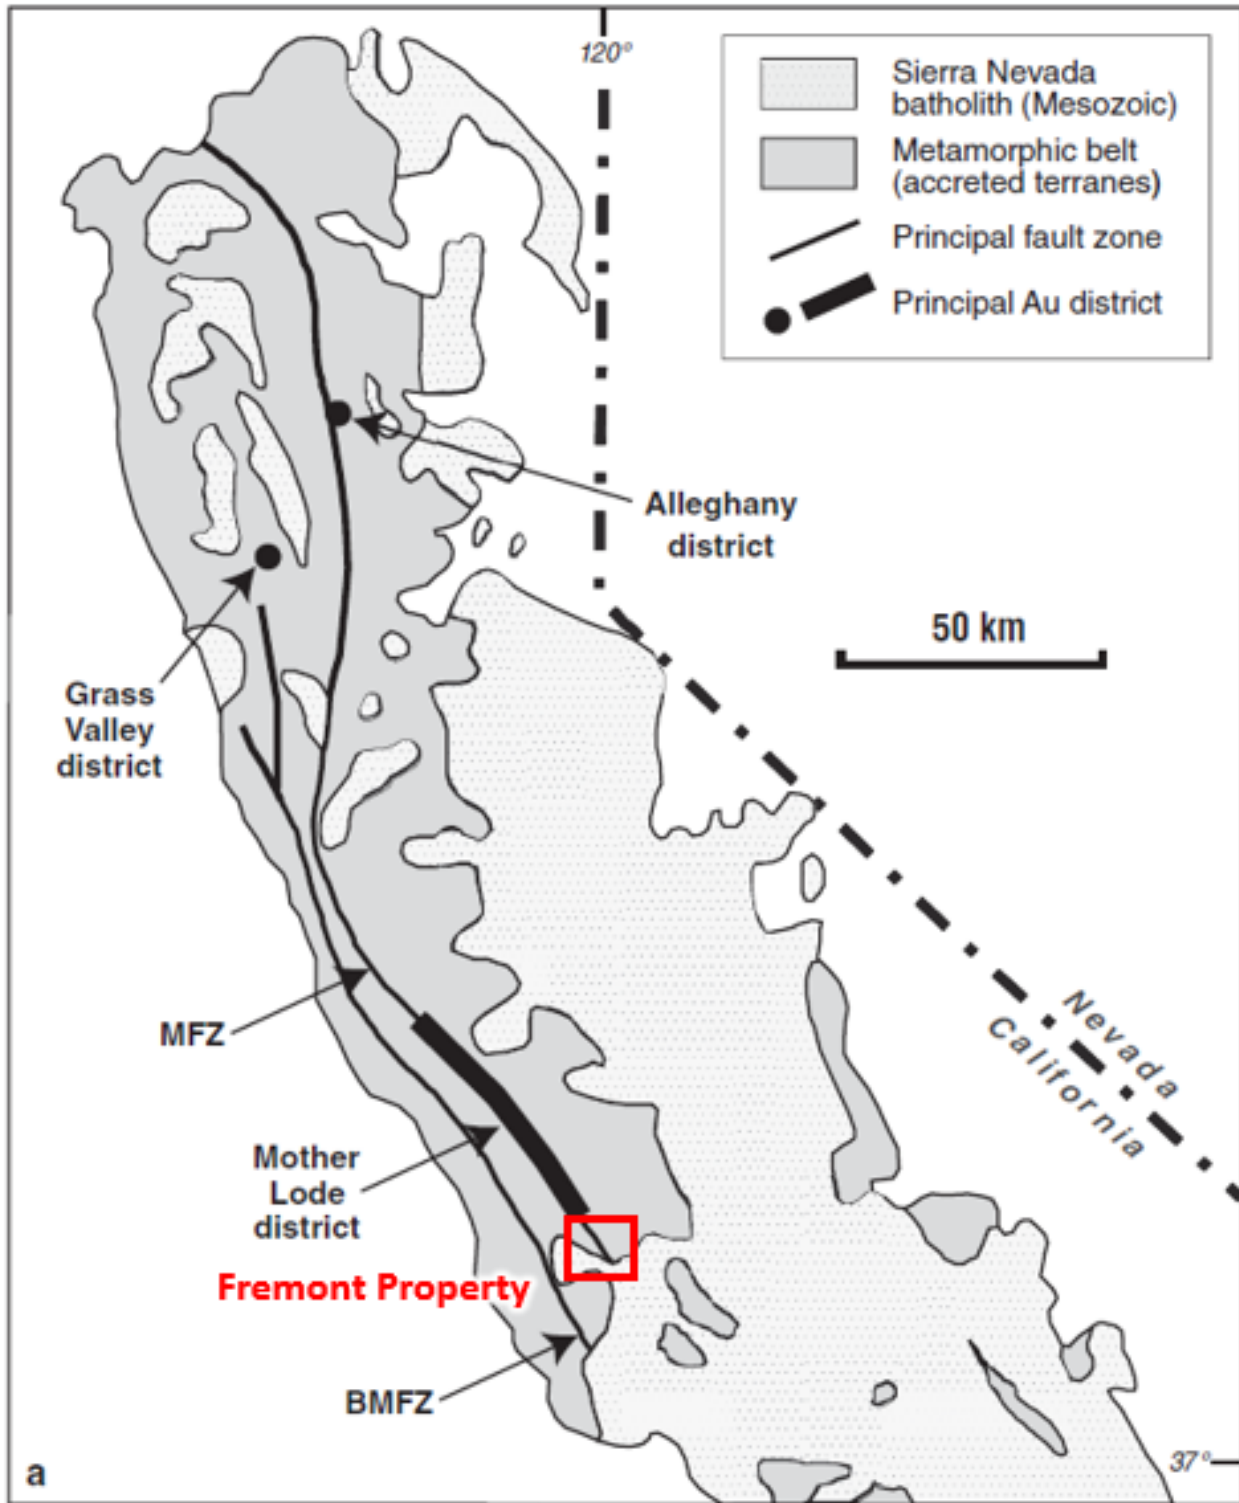 120°
Sierra Nevada
batholith (Mesozoic)
Metamorphic belt
(accreted terranes)
Principal fault zone
Principal Au district
Alleghany
district
50 km
Grass
Valley
district
MFZ
Nevada
California
Mother
Lode
district
Fremont Property
BMFZ
37°
a